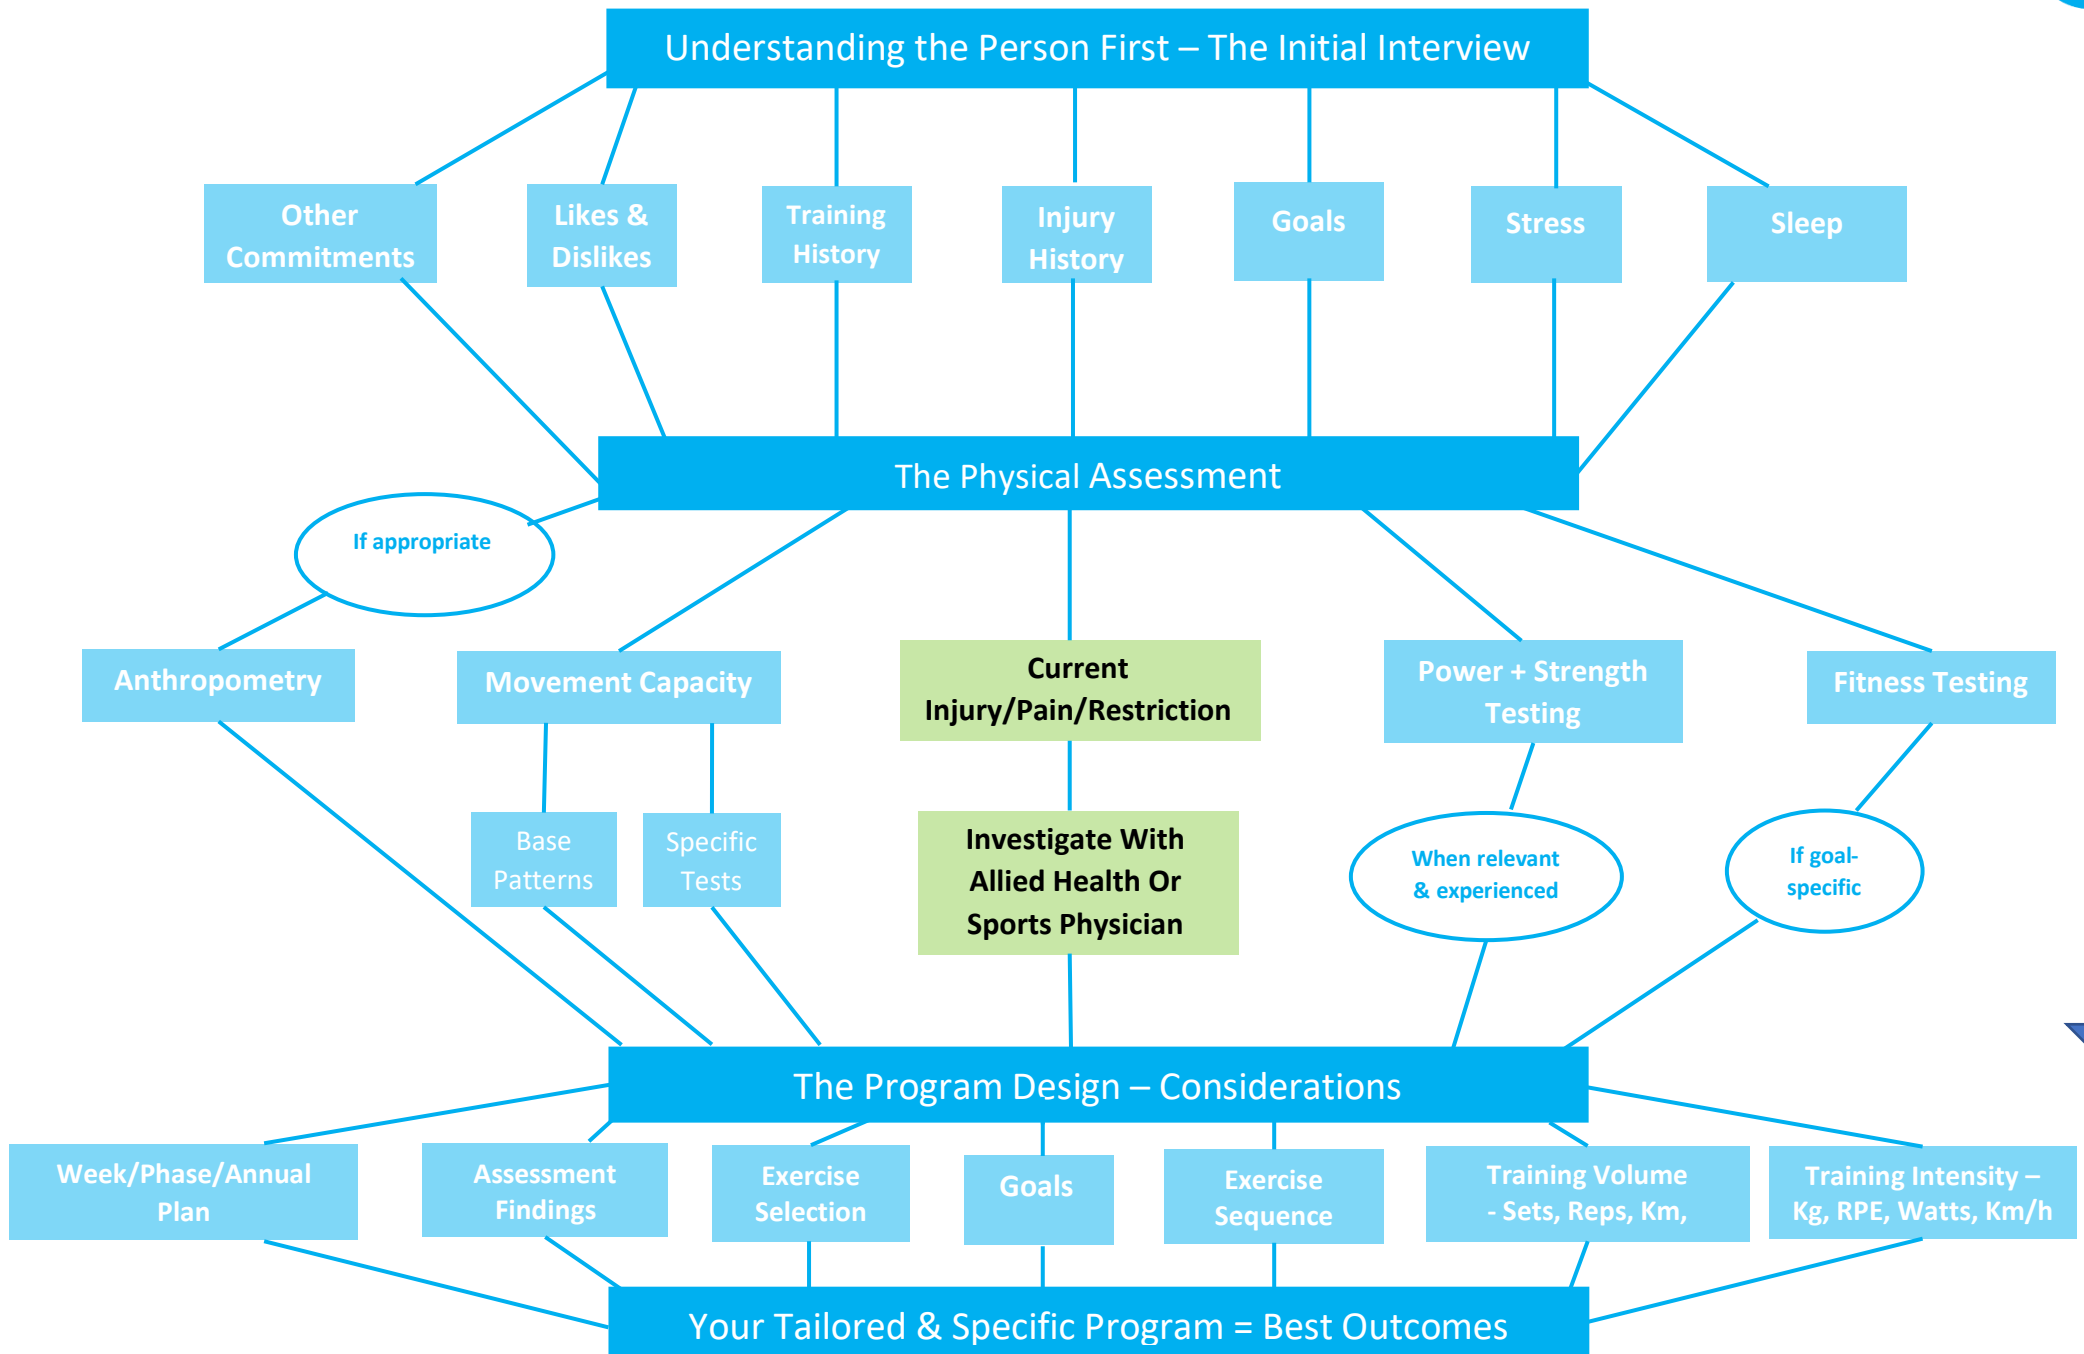 Understanding the Person First – The Initial Interview
Other
Commitments
Likes &
Dislikes
Training
History
Injury
History
Goals
Stress
Sleep
The Physical Assessment
If appropriate
Anthropometry
Movement Capacity
Current
Injury/Pain/Restriction
Power + Strength
Testing
Fitness Testing
Base
Patterns
Specific
Tests
Investigate With
Allied Health Or
Sports Physician
When relevant
& experienced
If goal-
specific
The Program Design – Considerations
Week/Phase/Annual
Plan
Assessment
Findings
Exercise
Selection
Goals
Exercise
Sequence
Training Volume
- Sets, Reps, Km,
Training Intensity –
Kg, RPE, Watts, Km/h
Your Tailored & Specific Program = Best Outcomes